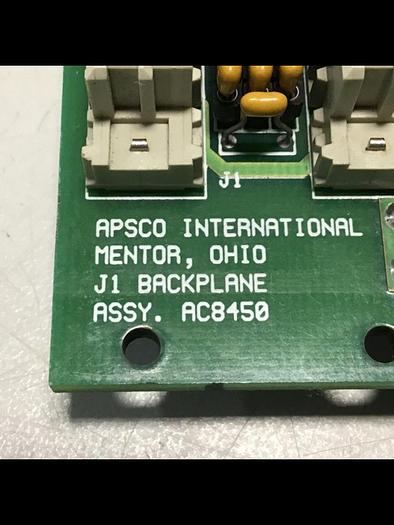 J1
APSCO INTERNATIONAL
MENTOR, OHIO
J1 BACKPLANE
ASSY. AC8450